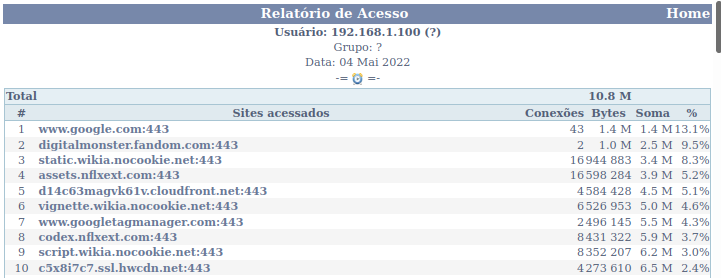 Relatório de Acesso Home
Usuário: 192.168.1.100 (?)
Grupo: ?
Data: 04 Mai 2022
-= =-
Total 10.8 M
# Sites acessados Conexões Bytes Soma %
1 www.google.com:443 43 1.4 M 1.4 M 13.1%
2 digitalmonster.fandom.com:443 2 1.0 M 2.5 M 9.5%
3 static.wikia.nocookie.net:443 16 944 883 3.4 M 8.3%
4 assets.nflxext.com:443 16 598 284 3.9 M 5.2%
5 d14c63magvk61v.cloudfront.net:443 4 584 428 4.5 M 5.1%
6 vignette.wikia.nocookie.net:443 6 526 953 5.0 M 4.6%
7 www.googletagmanager.com:443 2 496 145 5.5 M 4.3%
8 codex.nflxext.com:443 8 431 322 5.9 M 3.7%
9 script.wikia.nocookie.net:443 8 352 207 6.2 M 3.0%
10 c5x8i7c7.ssl.hwcdn.net:443 4 273 610 6.5 M 2.4%